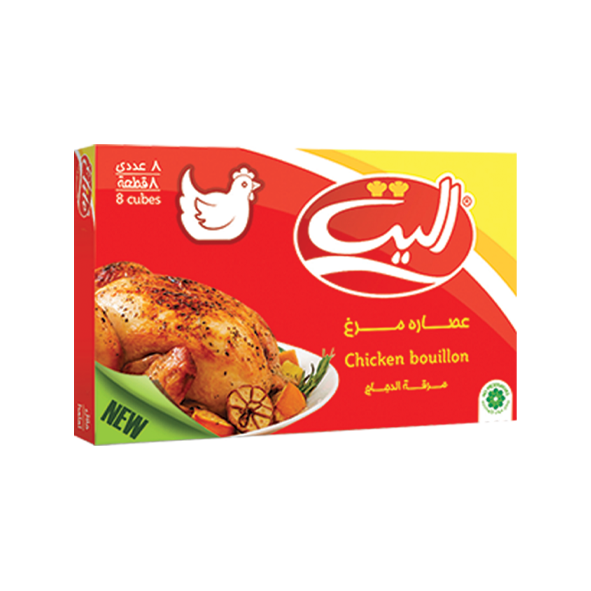 ۸ عددی
۸ قطعة
8 cubes
الیت
®
عصاره مرغ
Chicken bouillon
مرقة الدجاج
NEW